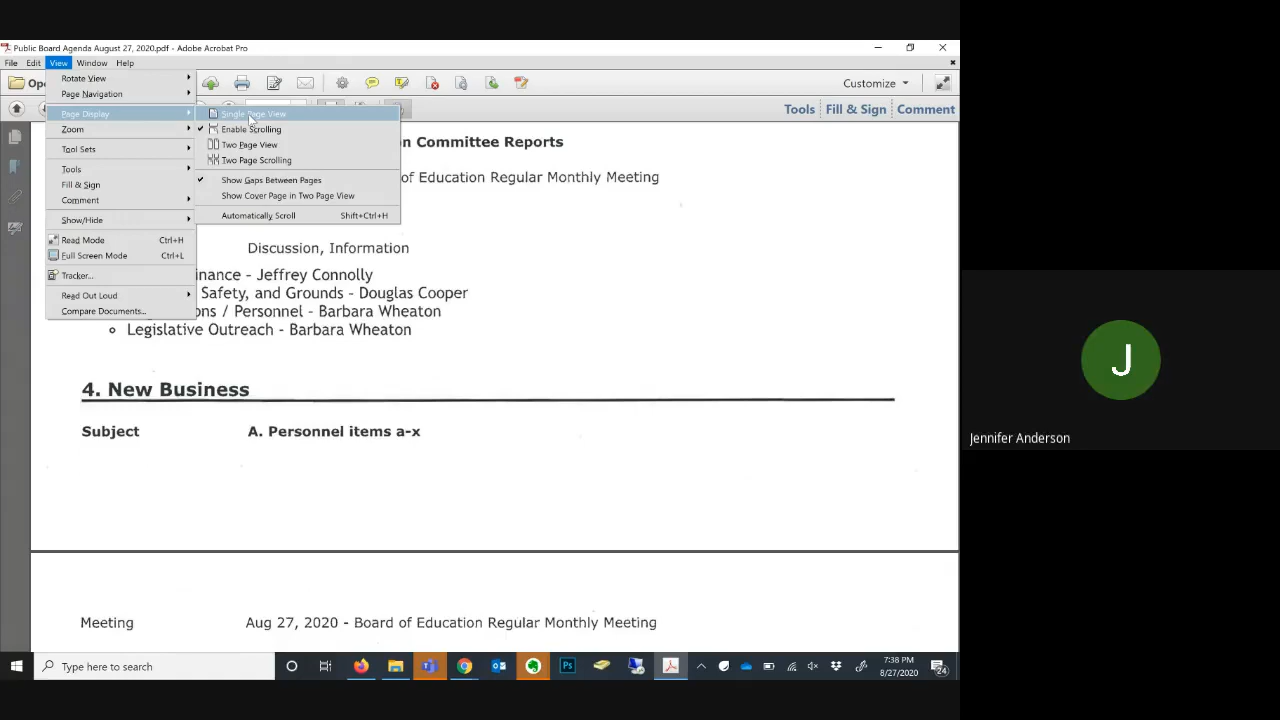 Public Board Agenda August 27, 2020.pdf - Adobe Acrobat Pro
File Edit View Window Help
Rotate View
Page Navigation
Page Display
Zoom
Tool Sets
Tools
Fill & Sign
Comment
Show/Hide
Read Mode Ctrl+H
Full Screen Mode Ctrl+L
Tracker...
Read Out Loud
Compare Documents...
Single Page View
Enable Scrolling
Two Page View
Two Page Scrolling
Show Gaps Between Pages
Show Cover Page in Two Page View
Automatically Scroll Shift+Ctrl+H
Customize
Tools Fill & Sign Comment
on Committee Reports
of Education Regular Monthly Meeting
Discussion, Information
inance - Jeffrey Connolly
Safety, and Grounds - Douglas Cooper
ons / Personnel - Barbara Wheaton
Legislative Outreach - Barbara Wheaton
4. New Business
Subject A. Personnel items a-x
Meeting Aug 27, 2020 - Board of Education Regular Monthly Meeting
J
Jennifer Anderson
Type here to search
Ps
7:38 PM
8/27/2020
24